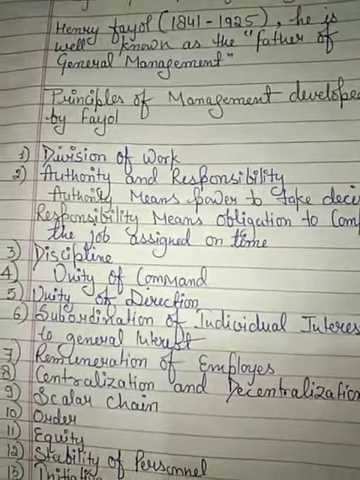 Henry fayol (1841-1925), he is
well known as the "father of
General Management"
Principles of Management develope
by Fayol
1) Division of Work
2) Authority and Responsibility
Authority Means power to take deci
Responsibility Means obligation to Com
the job assigned on time
3) Discipline
4) Unity of Command
5) Unity of Direction
6) Subordination of Individual Interes
to general Interest
7) Remuneration of Employes
8) Centralization and Decentralization
9) Scalar Chain
10) Order
11) Equity
12) Stability of Personnel
13) Initiative